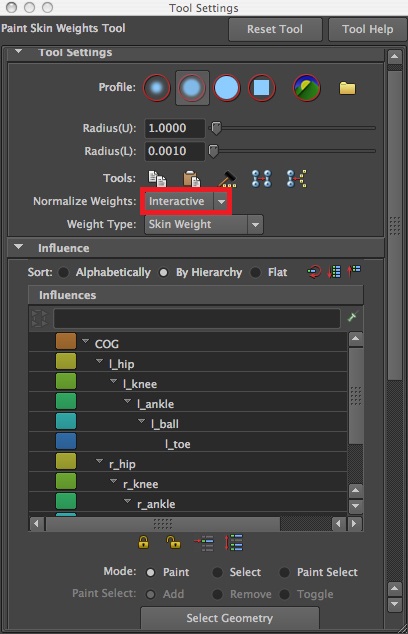 Tool Settings
Paint Skin Weights Tool Reset Tool Tool Help
Tool Settings
Profile:
Radius(U): 1.0000
Radius(L): 0.0010
Tools:
Normalize Weights: Interactive
Weight Type: Skin Weight
Influence
Sort: Alphabetically By Hierarchy Flat
Influences
COG
l_hip
l_knee
l_ankle
l_ball
l_toe
r_hip
r_knee
r_ankle
Mode: Paint Select Paint Select
Paint Select: Add Remove Toggle
Select Geometry